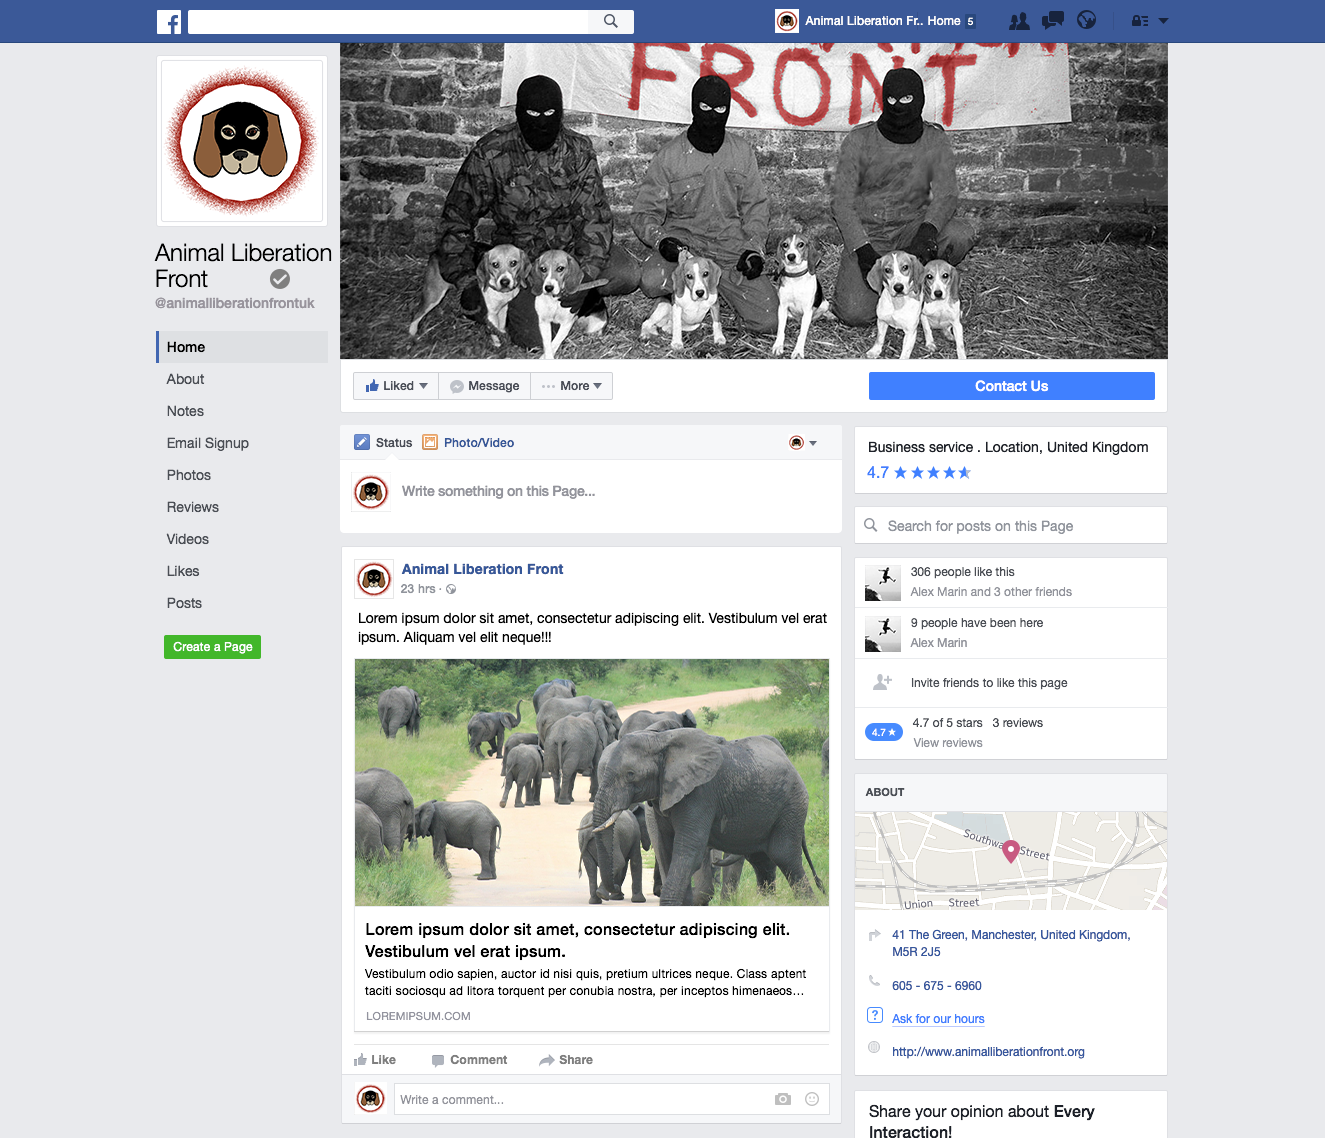 f
Animal Liberation Fr.. Home 5
FRONT
Animal Liberation
Front
@animalliberationfrontuk
Home
About
Notes
Email Signup
Photos
Reviews
Videos
Likes
Posts
Create a Page
Liked
Message
More
Contact Us
Status
Photo/Video
Write something on this Page...
Animal Liberation Front
23 hrs ·
Lorem ipsum dolor sit amet, consectetur adipiscing elit. Vestibulum vel erat
ipsum. Aliquam vel elit neque!!!
Lorem ipsum dolor sit amet, consectetur adipiscing elit.
Vestibulum vel erat ipsum.
Vestibulum odio sapien, auctor id nisi quis, pretium ultrices neque. Class aptent
taciti sociosqu ad litora torquent per conubia nostra, per inceptos himenaeos...
LOREMIPSUM.COM
Like
Comment
Share
Write a comment...
Business service . Location, United Kingdom
4.7
Search for posts on this Page
306 people like this
Alex Marin and 3 other friends
9 people have been here
Alex Marin
Invite friends to like this page
4.7
4.7 of 5 stars 3 reviews
View reviews
ABOUT
Southwa Street
Union Street
41 The Green, Manchester, United Kingdom,
M5R 2J5
605 - 675 - 6960
?
Ask for our hours
http://www.animalliberationfront.org
Share your opinion about Every
Interaction!